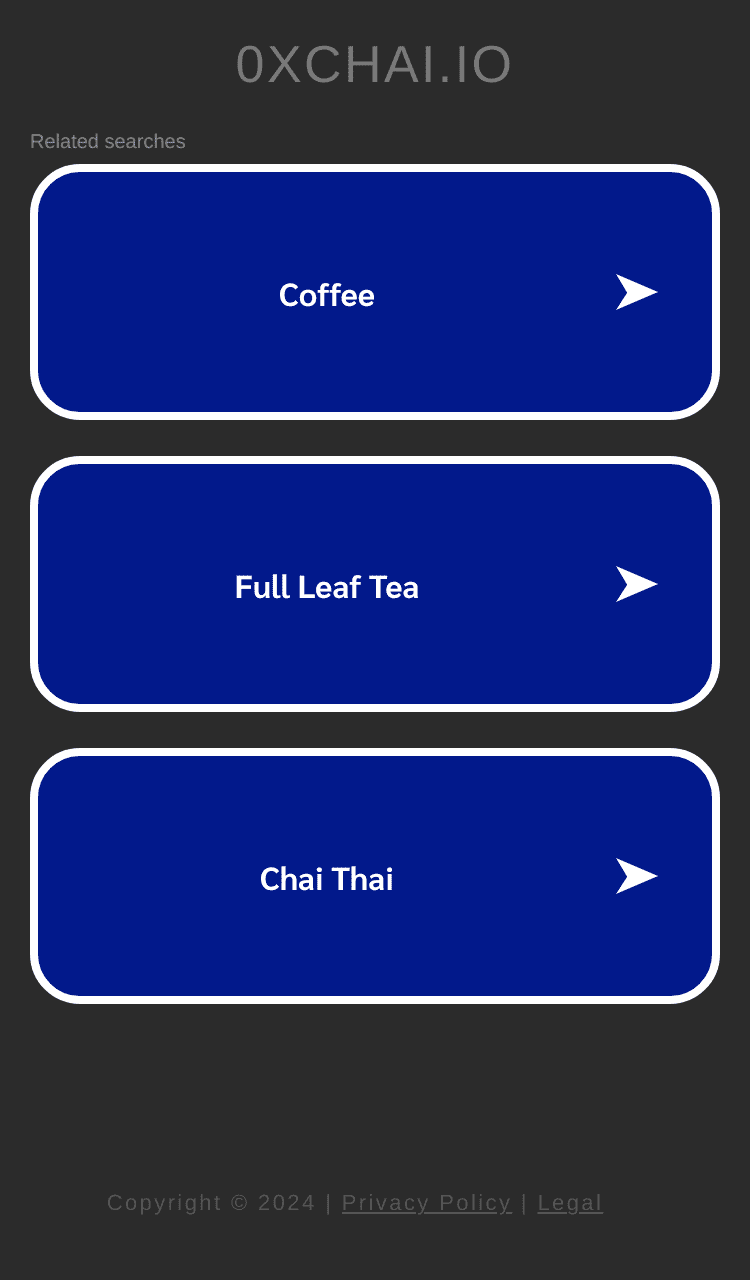 0XCHAI.IO
Related searches
Coffee
Full Leaf Tea
Chai Thai
Copyright © 2024 | Privacy Policy | Legal